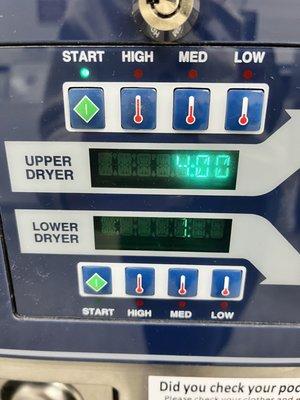 START HIGH MED LOW
UPPER
DRYER
4.00
LOWER
DRYER
START HIGH MED LOW
Did you check your poc
Please check your clothes and e